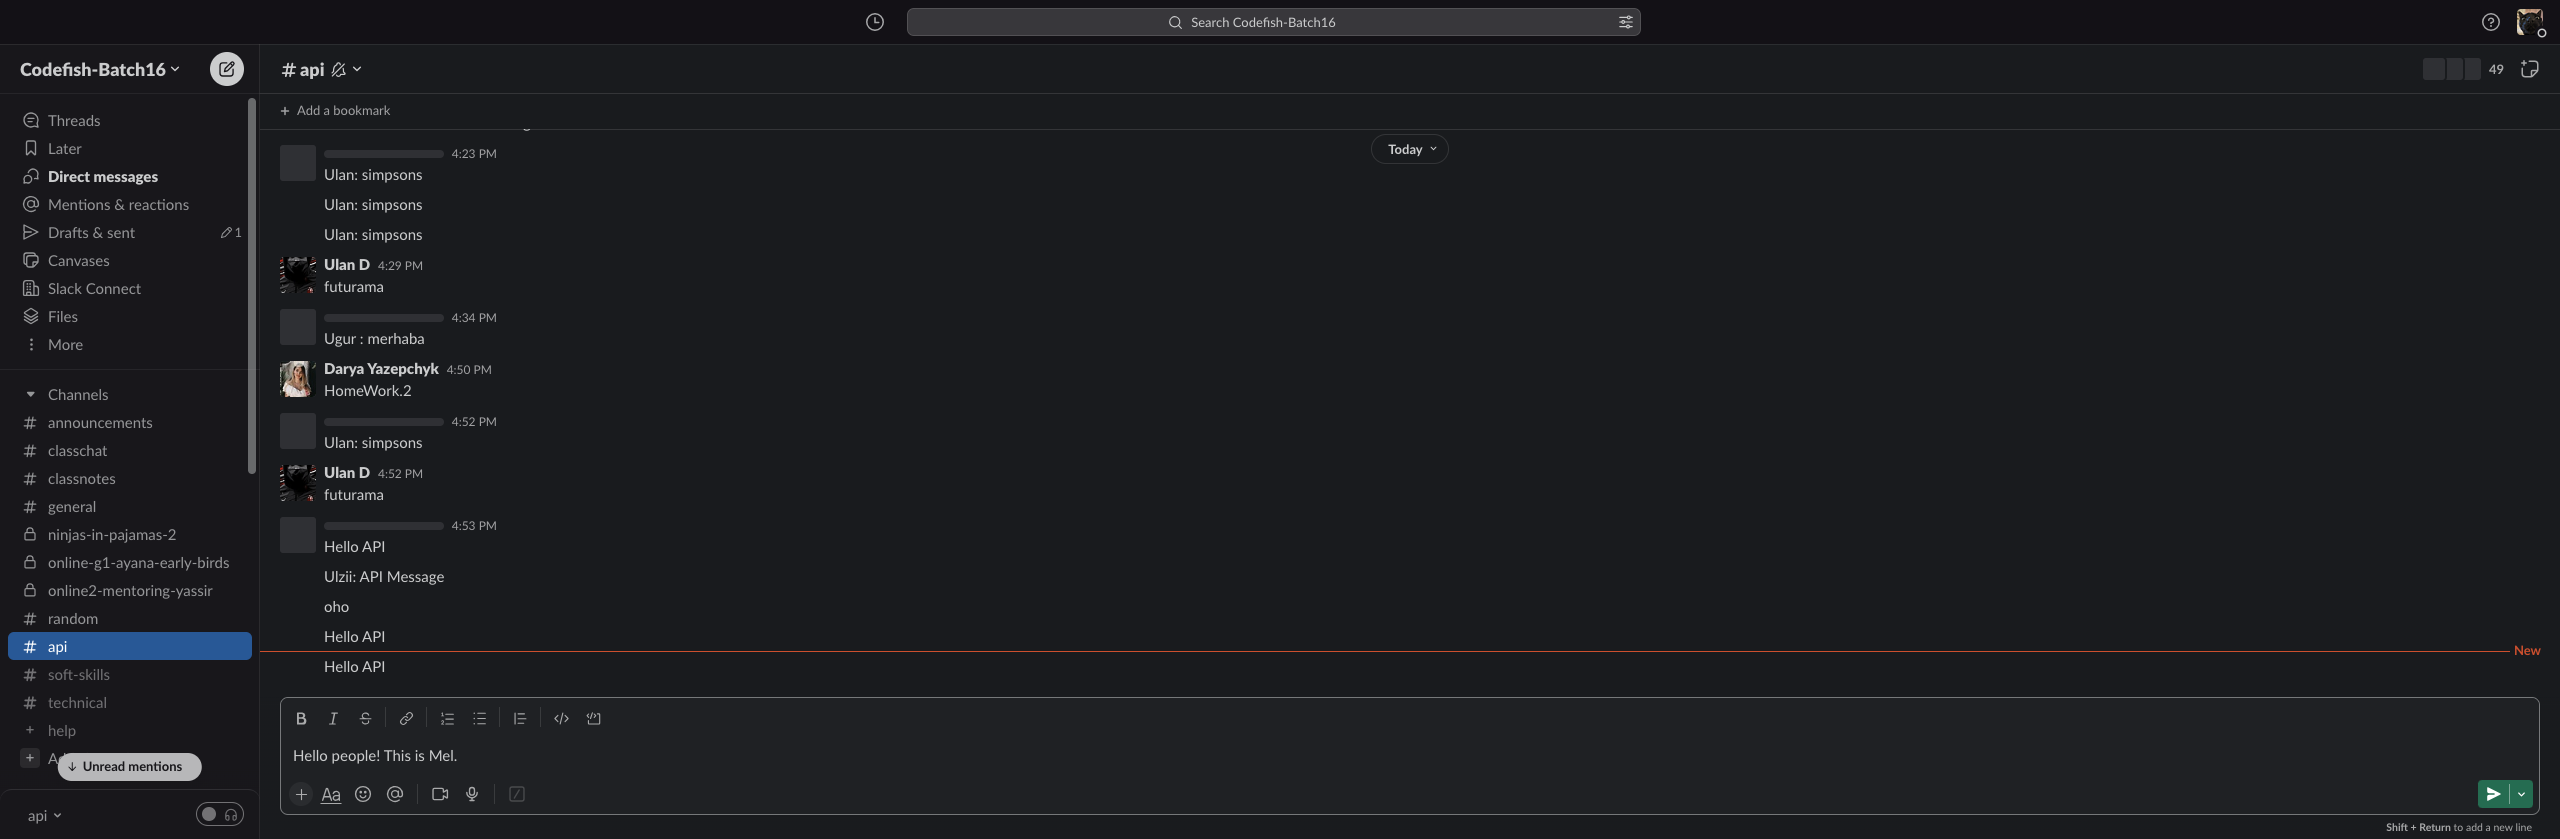 Search Codefish-Batch16
Codefish-Batch16
# api
49
Add a bookmark
Threads
Later
Direct messages
Mentions & reactions
Drafts & sent 1
Canvases
Slack Connect
Files
More
Channels
# announcements
# classchat
# classnotes
# general
ninjas-in-pajamas-2
online-g1-ayana-early-birds
online2-mentoring-yassir
# random
# api
# soft-skills
# technical
+ help
Unread mentions
api
Today
4:23 PM
Ulan: simpsons
Ulan: simpsons
Ulan: simpsons
Ulan D 4:29 PM
futurama
4:34 PM
Ugur : merhaba
Darya Yazepchyk 4:50 PM
HomeWork.2
4:52 PM
Ulan: simpsons
Ulan D 4:52 PM
futurama
4:53 PM
Hello API
Ulzii: API Message
oho
Hello API
New
Hello API
B I S
Hello people! This is Mel.
Aa
Shift + Return to add a new line